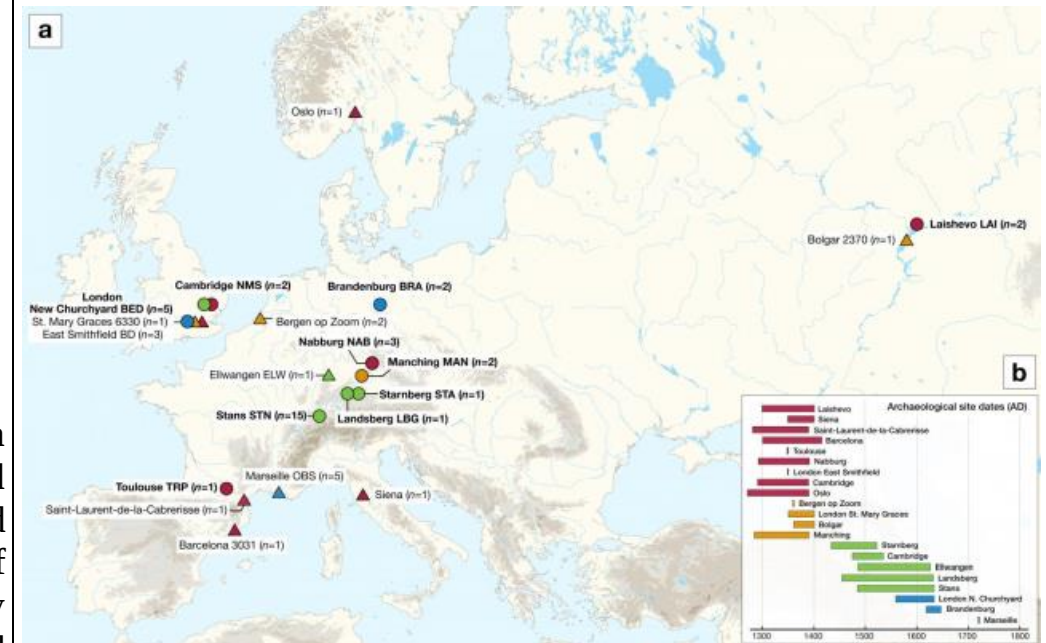 a
Oslo (n=1)
Laishevo LAI (n=2)
Bolgar 2370 (n=1)
Cambridge NMS (n=2)
Brandenburg BRA (n=2)
London
New Churchyard BED (n=5)
St. Mary Graces 6330 (n=1)
East Smithfield BD (n=3)
Bergen op Zoom (n=2)
Nabburg NAB (n=3)
Manching MAN (n=2)
Ellwangen ELW (n=1)
Starnberg STA (n=1)
Stans STN (n=15)
Landsberg LBG (n=1)
Marseille OBS (n=5)
Toulouse TRP (n=1)
Siena (n=1)
Saint-Laurent-de-la-Cabrerisse (n=1)
Barcelona 3031 (n=1)
b
Archaeological site dates (AD)
Laishevo
Siena
Saint-Laurent-de-la-Cabrerisse
Barcelona
Toulouse
Nabburg
London East Smithfield
Cambridge
Oslo
Bergen op Zoom
London St. Mary Graces
Bolgar
Manching
Starnberg
Cambridge
Ellwangen
Landsberg
Stans
London N. Churchyard
Brandenburg
Marseille
1300 1400 1500 1600 1700 1800